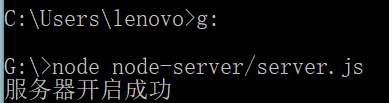 C:\Users\lenovo>g:
G:\>node node-server/server.js
服务器开启成功